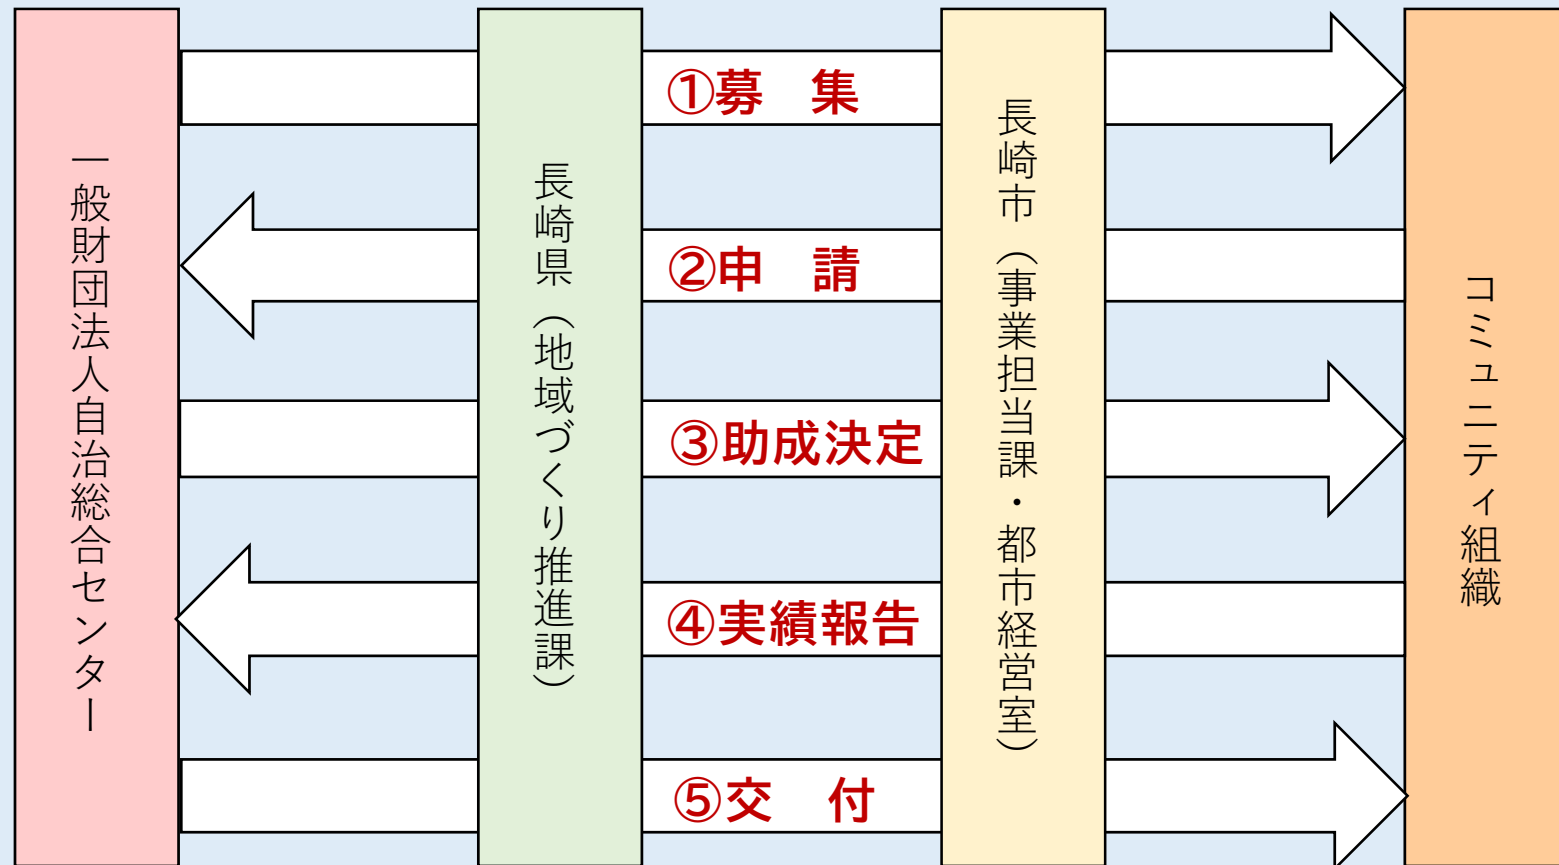 一般財団法人自治総合センター
長崎県（地域づくり推進課）
長崎市（事業担当課・都市経営室）
コミュニティ組織
①募　集
②申　請
③助成決定
④実績報告
⑤交　付